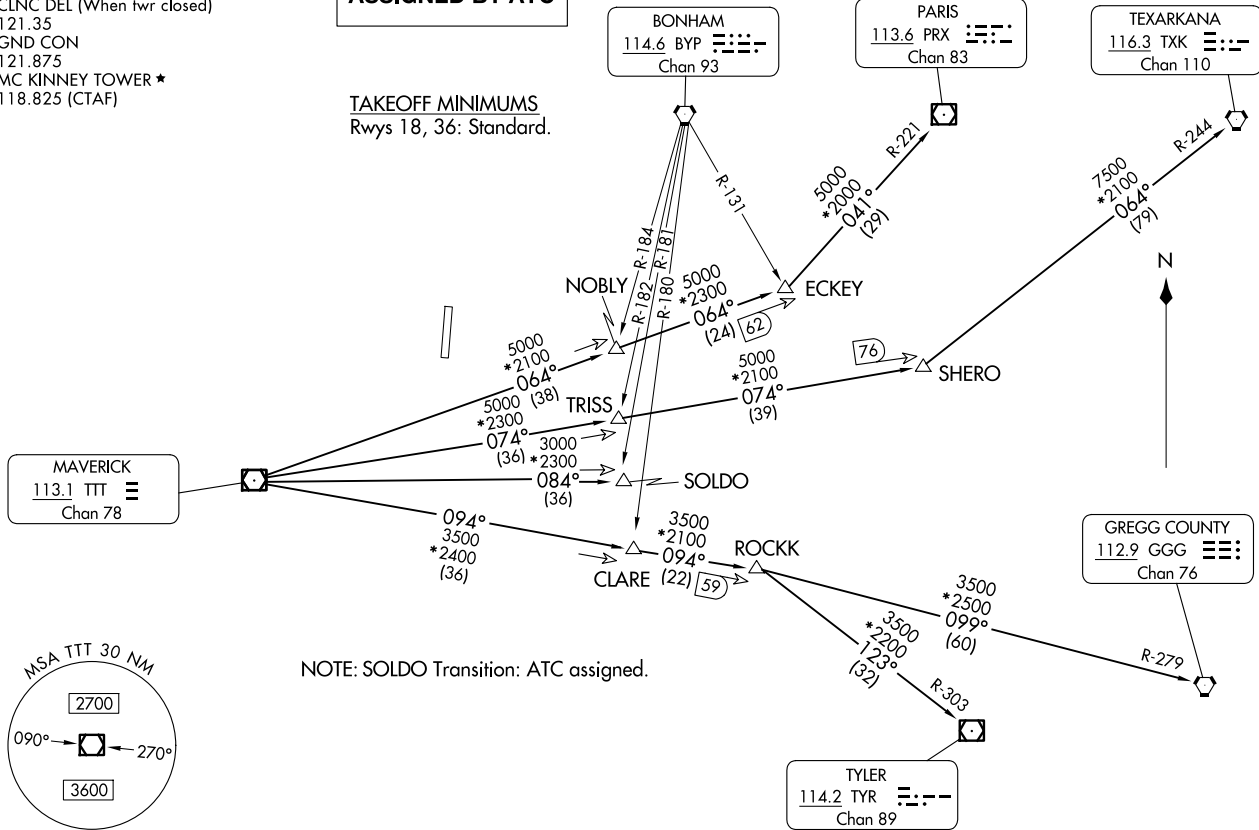 CLNC DEL (When twr closed)
121.35
GND CON
121.875
MC KINNEY TOWER ★
118.825 (CTAF)
ASSIGNED BY ATC
TAKEOFF MINIMUMS
Rwys 18, 36: Standard.
BONHAM
114.6 BYP
Chan 93
PARIS
113.6 PRX
Chan 83
TEXARKANA
116.3 TXK
Chan 110
R-221
R-244
R-131
5000
*2000
041°
(29)
7500
*2100
064°
(79)
R-184
R-181
R-182
R-180
N
NOBLY
5000
*2300
064°
(24)
62
ECKEY
5000
*2100
064°
(38)
76
SHERO
5000
*2100
074°
(39)
TRISS
5000
*2300
074°
(36)
3000
*2300
084°
(36)
SOLDO
MAVERICK
113.1 TTT
Chan 78
094°
3500
*2400
(36)
CLARE
3500
*2100
094°
(22)
59
ROCKK
GREGG COUNTY
112.9 GGG
Chan 76
3500
*2500
099°
(60)
R-279
3500
*2200
123°
(32)
R-303
NOTE: SOLDO Transition: ATC assigned.
MSA TTT 30 NM
2700
090°
270°
3600
TYLER
114.2 TYR
Chan 89